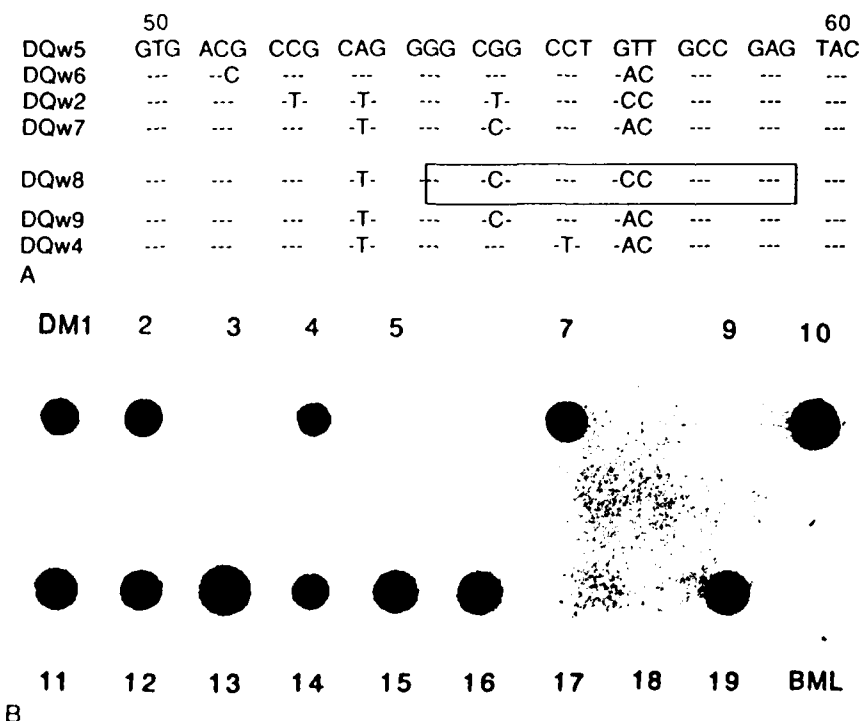 50 60
DQw5 GTG ACG CCG CAG GGG CGG CCT GTT GCC GAG TAC
DQw6 --- --C --- --- --- --- --- -AC --- --- ---
DQw2 --- --- -T- -T- --- -T- --- -CC --- --- ---
DQw7 --- --- --- -T- --- -C- --- -AC --- --- ---
DQw8 --- --- --- -T- --- -C- --- -CC --- --- ---
DQw9 --- --- --- -T- --- -C- --- -AC --- --- ---
DQw4 --- --- --- -T- --- --- -T- -AC --- --- ---
A
DM1 2 3 4 5 7 9 10
11 12 13 14 15 16 17 18 19 BML
B